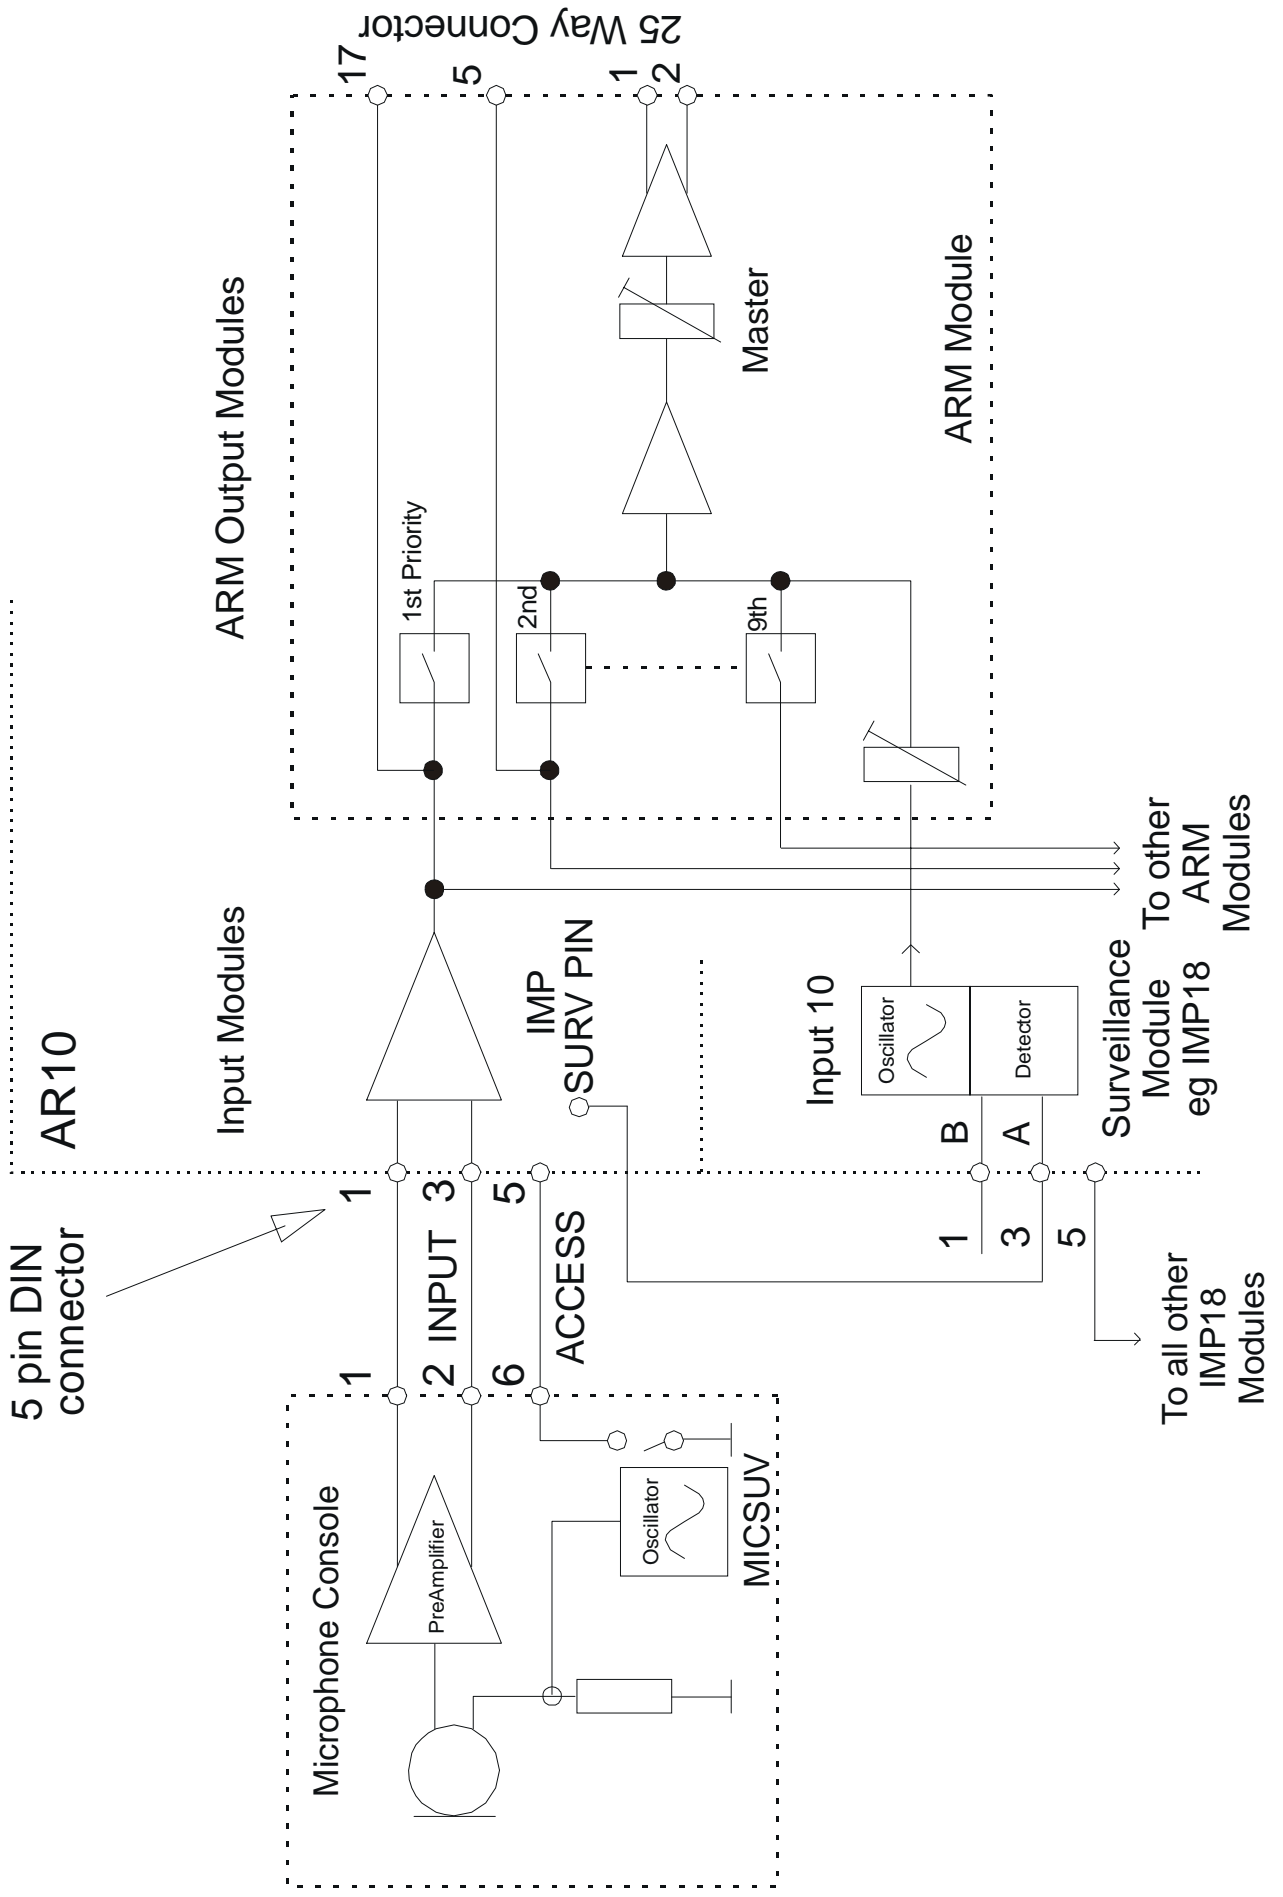 AR10
5 pin DIN
connector
Microphone Console
PreAmplifier
Oscillator
MICSUV
1
2
6
INPUT
ACCESS
1
3
5
Input Modules
IMP
SURV PIN
ARM Output Modules
1st Priority
2nd
9th
Master
ARM Module
17
5
1
2
25 Way Connector
Input 10
Oscillator
Detector
B
A
1
3
5
Surveillance
Module
eg IMP18
To other
ARM
Modules
To all other
IMP18
Modules